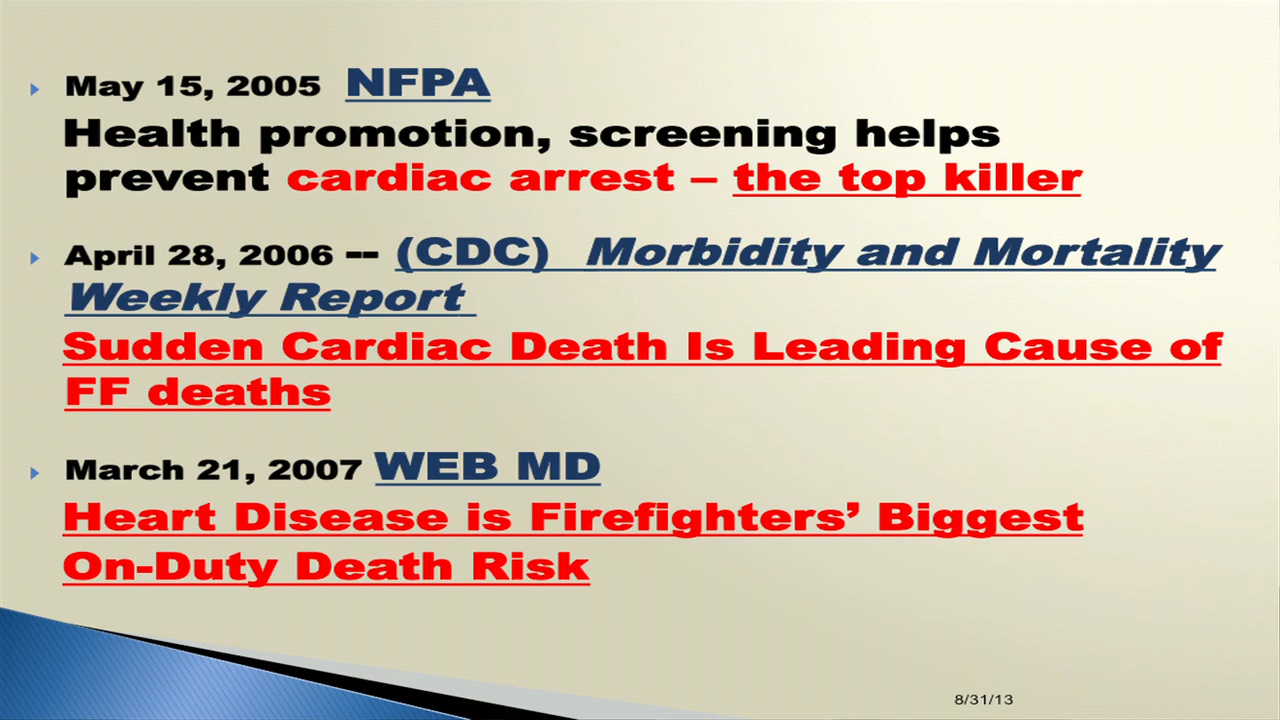 May 15, 2005 NFPA
Health promotion, screening helps
prevent cardiac arrest – the top killer
April 28, 2006 -- (CDC) Morbidity and Mortality
Weekly Report
Sudden Cardiac Death Is Leading Cause of
FF deaths
March 21, 2007 WEB MD
Heart Disease is Firefighters’ Biggest
On-Duty Death Risk
8/31/13